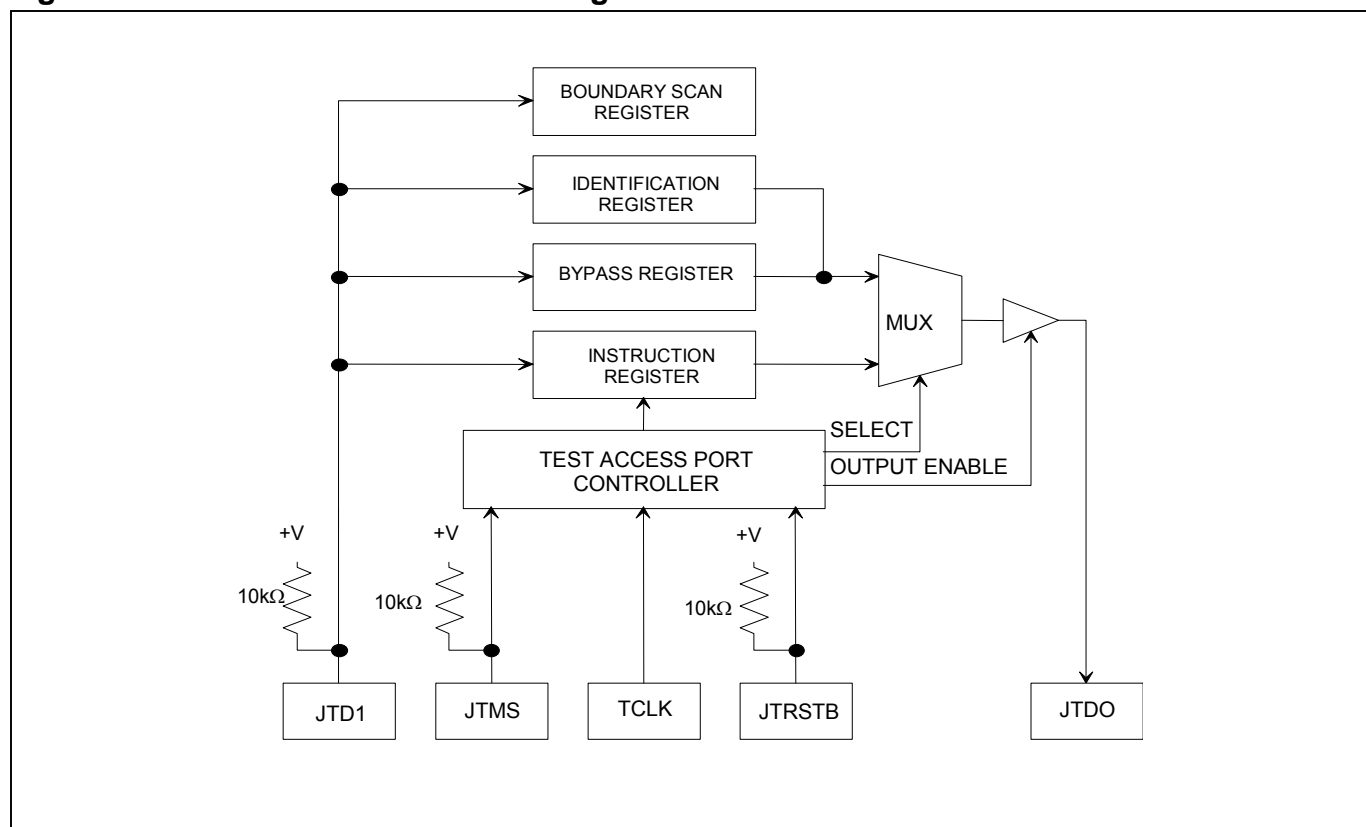 BOUNDARY SCAN
REGISTER
IDENTIFICATION
REGISTER
BYPASS REGISTER
MUX
INSTRUCTION
REGISTER
SELECT
TEST ACCESS PORT
CONTROLLER
OUTPUT ENABLE
+V
+V
+V
10kΩ
10kΩ
10kΩ
JTD1
JTMS
TCLK
JTRSTB
JTDO